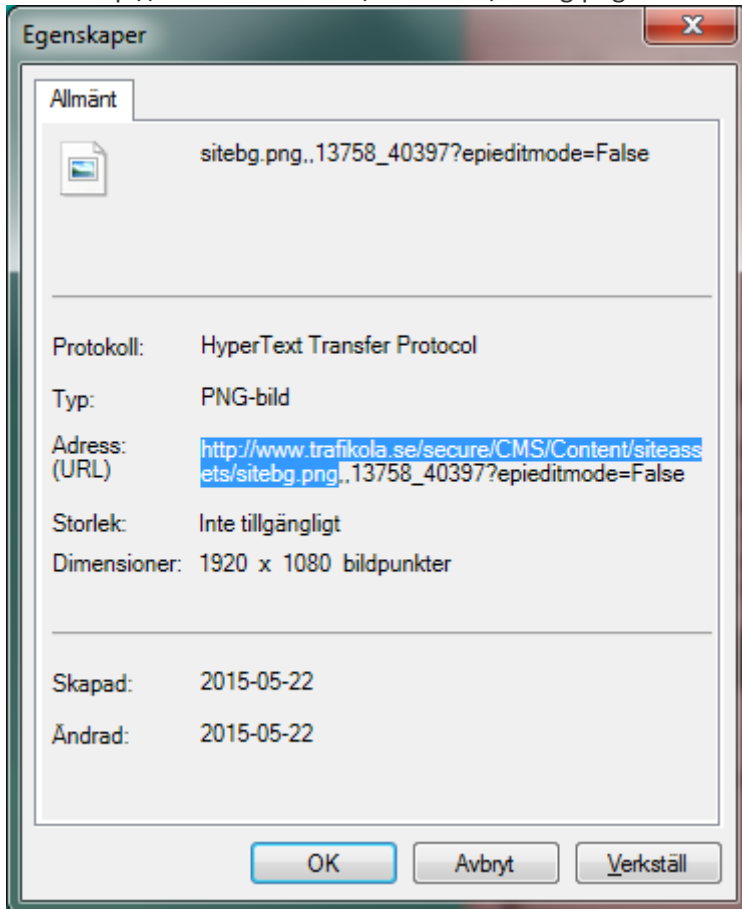 Egenskaper
Allmänt
sitebg.png,,13758_40397?epieditmode=False
Protokoll: HyperText Transfer Protocol
Typ: PNG-bild
Adress: http://www.trafikola.se/secure/CMS/Content/siteass
(URL) ets/sitebg.png,,13758_40397?epieditmode=False
Storlek: Inte tillgängligt
Dimensioner: 1920 x 1080 bildpunkter
Skapad: 2015-05-22
Ändrad: 2015-05-22
OK Avbryt Verkställ